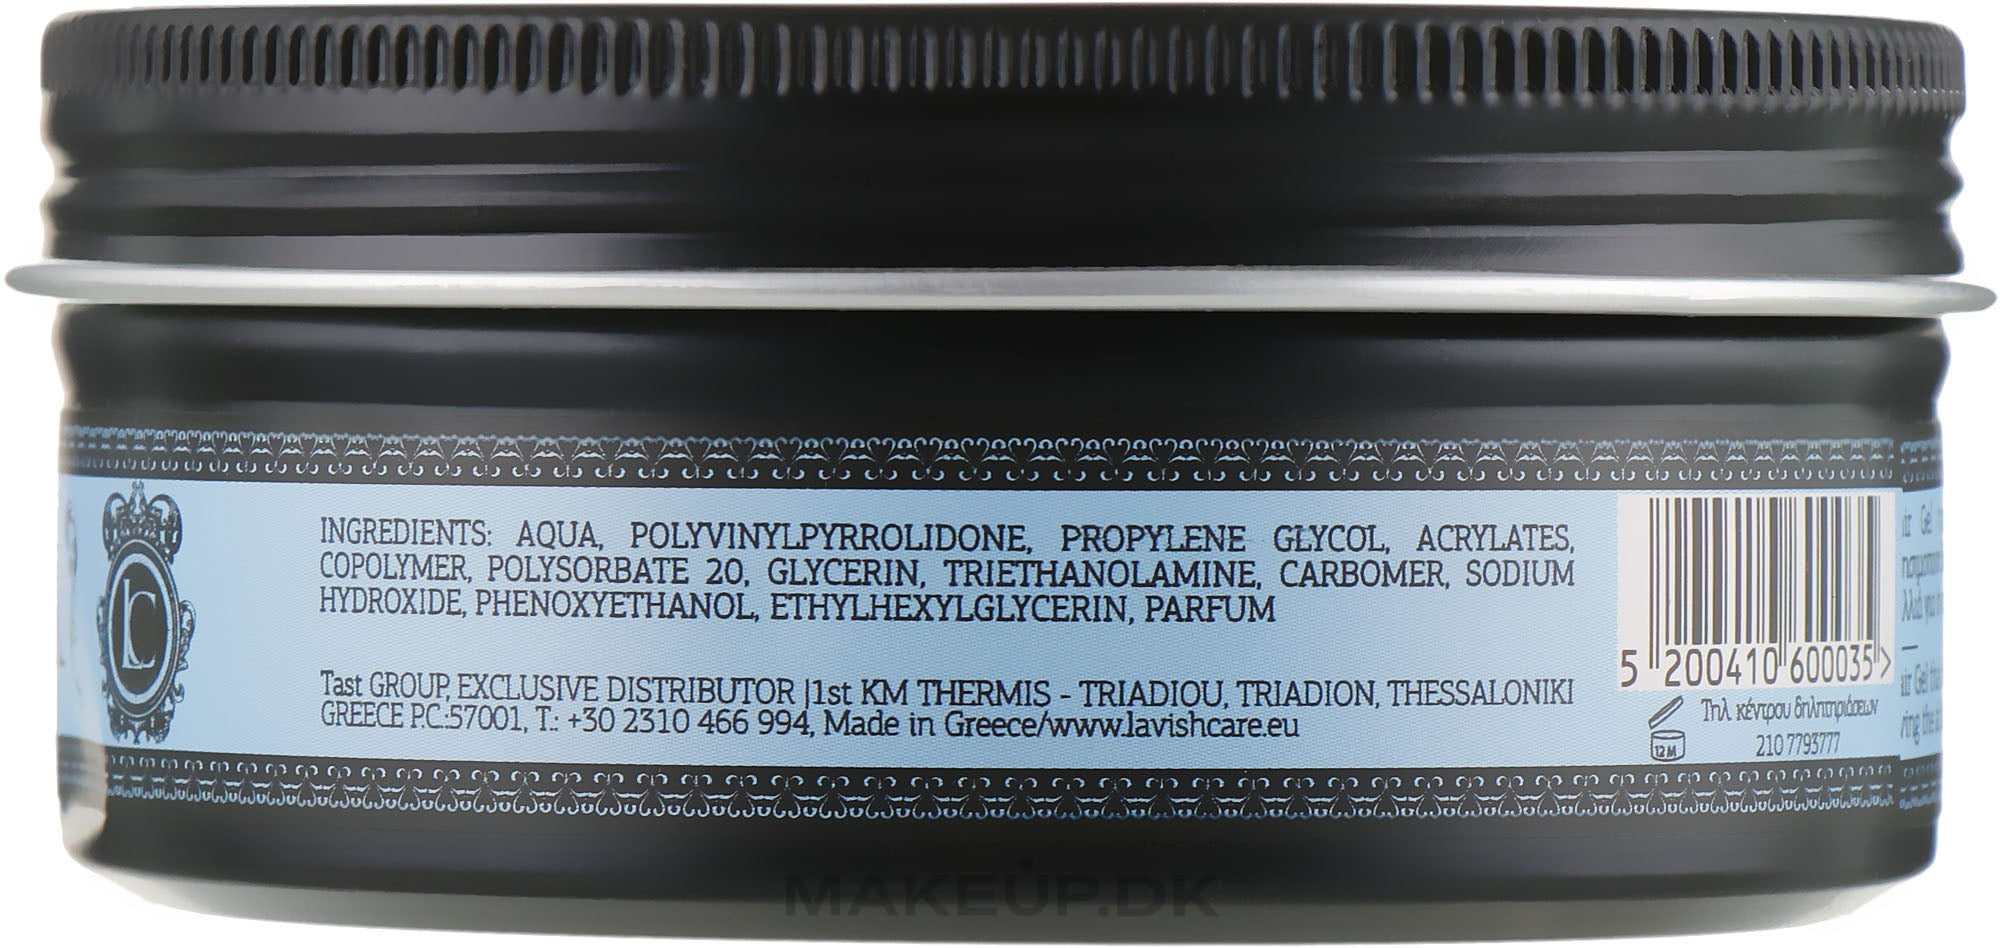 INGREDIENTS: AQUA, POLYVINYLPYRROLIDONE, PROPYLENE GLYCOL, ACRYLATES,
COPOLYMER, POLYSORBATE 20, GLYCERIN, TRIETHANOLAMINE, CARBOMER, SODIUM
HYDROXIDE, PHENOXYETHANOL, ETHYLHEXYLGLYCERIN, PARFUM
Tast GROUP, EXCLUSIVE DISTRIBUTOR |1st KM THERMIS - TRIADIOU, TRIADION, THESSALONIKI
GREECE P.C.:57001, T.: +30 2310 466 994, Made in Greece/www.lavishcare.eu
LC
5 200410 600035 >
12M
Τηλ κέντρου δηλητηριάσεων
210 7793777
Gel
Gel
MAKEUP.DK